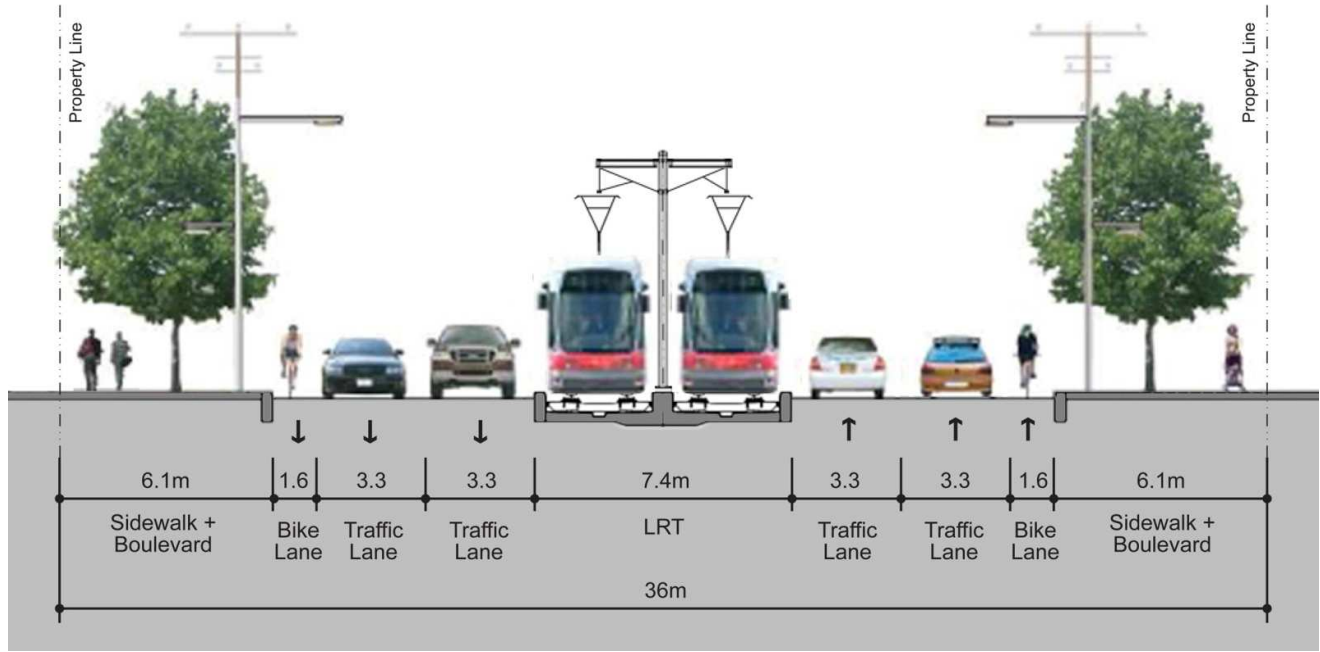 Property Line
Property Line
6.1m
1.6
3.3
3.3
7.4m
3.3
3.3
1.6
6.1m
Sidewalk +
Boulevard
Bike
Lane
Traffic
Lane
Traffic
Lane
LRT
Traffic
Lane
Traffic
Lane
Bike
Lane
Sidewalk +
Boulevard
36m